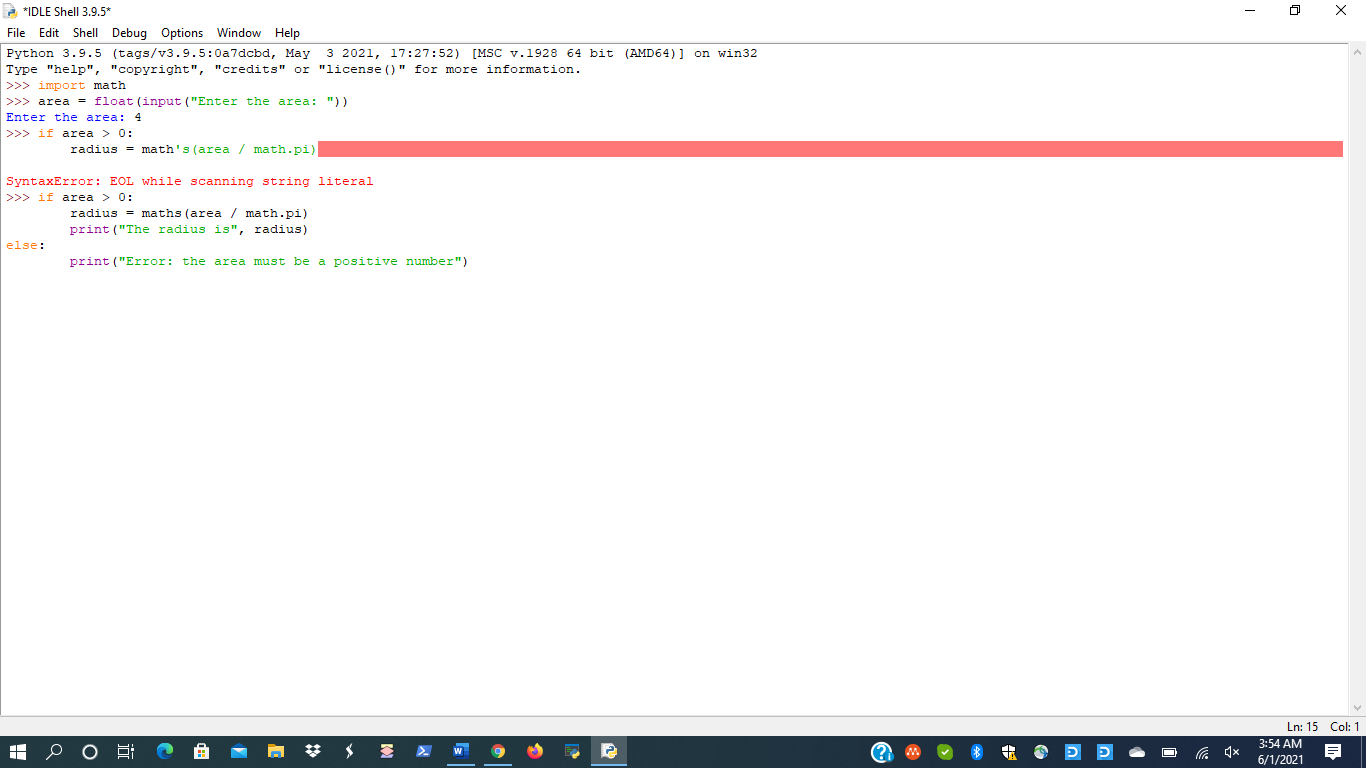 *IDLE Shell 3.9.5*
File Edit Shell Debug Options Window Help
Python 3.9.5 (tags/v3.9.5:0a7dcbd, May  3 2021, 17:27:52) [MSC v.1928 64 bit (AMD64)] on win32
Type "help", "copyright", "credits" or "license()" for more information.
>>> import math
>>> area = float(input("Enter the area: "))
Enter the area: 4
>>> if area > 0:
        radius = math's(area / math.pi)
SyntaxError: EOL while scanning string literal
>>> if area > 0:
        radius = maths(area / math.pi)
        print("The radius is", radius)
else:
        print("Error: the area must be a positive number")
Ln: 15 Col: 1
3:54 AM
6/1/2021